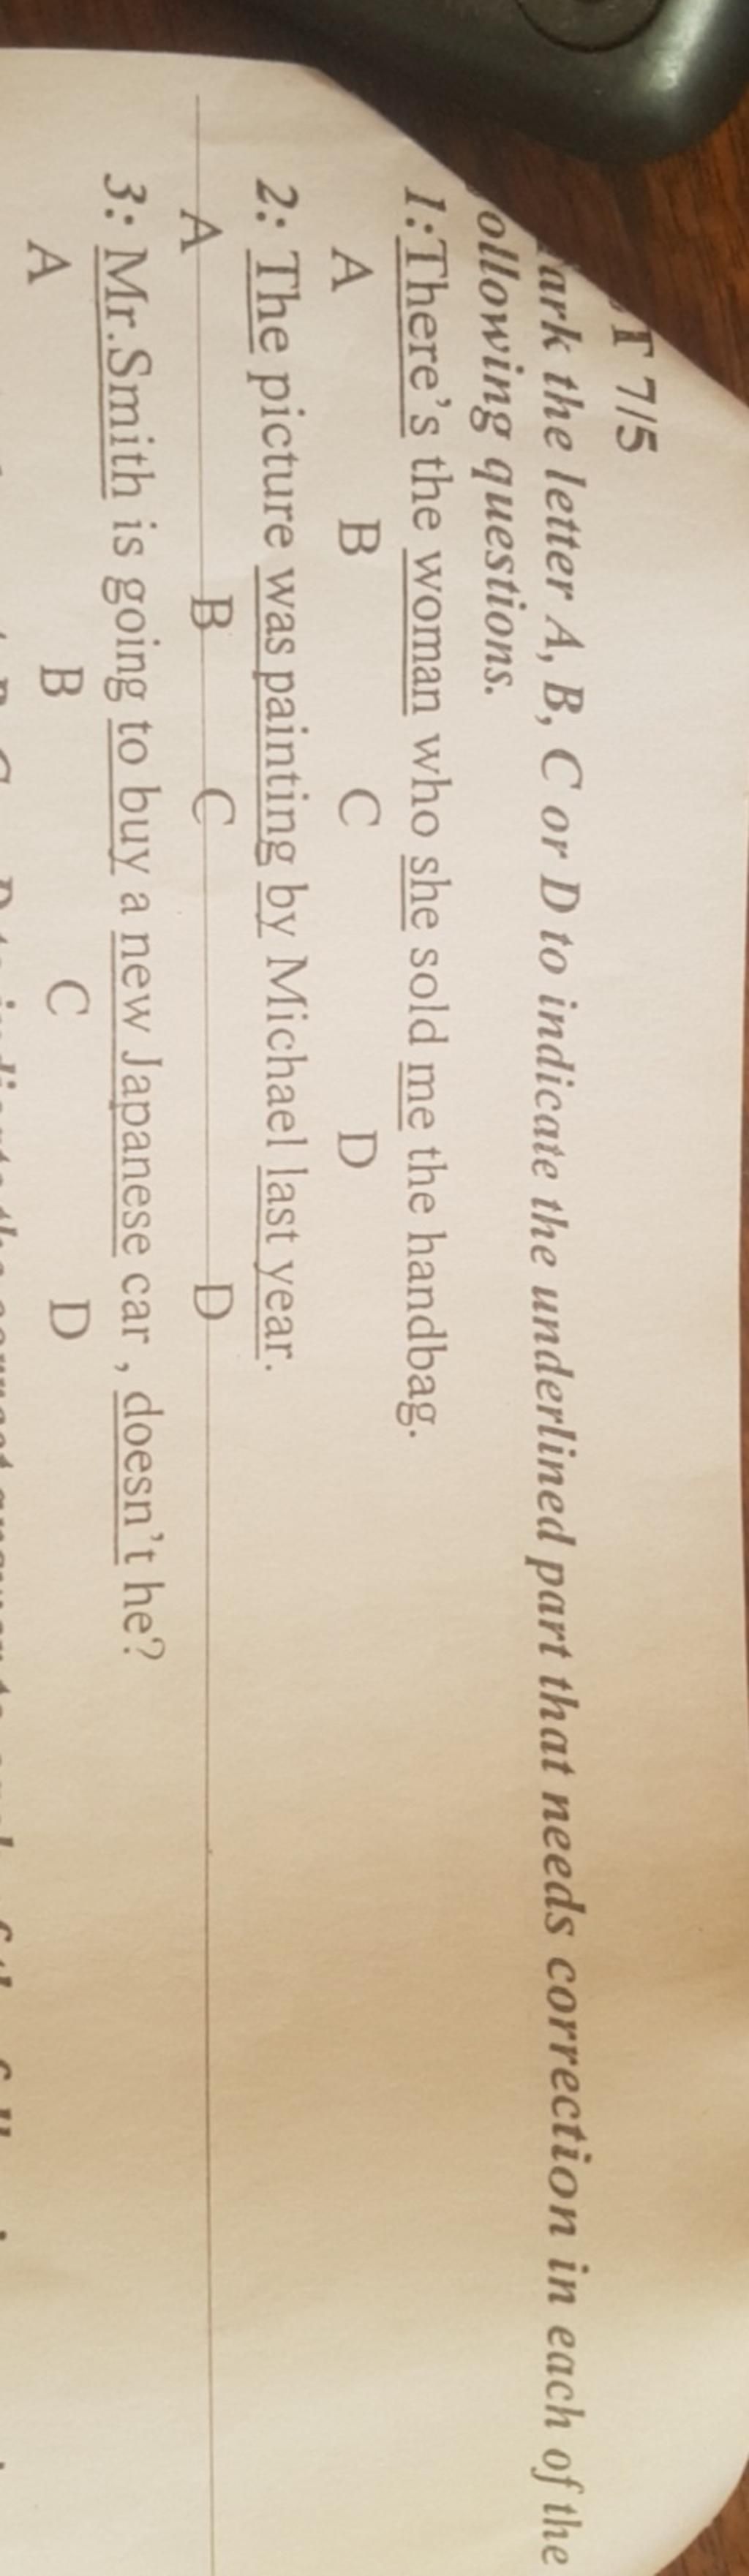 T 7/5
ark the letter A, B, C or D to indicate the underlined part that needs correction in each of the
ollowing questions.
1:There's the woman who she sold me the handbag.
A B C D
2: The picture was painting by Michael last year.
A B C D
3: Mr.Smith is going to buy a new Japanese car , doesn't he?
A B C D